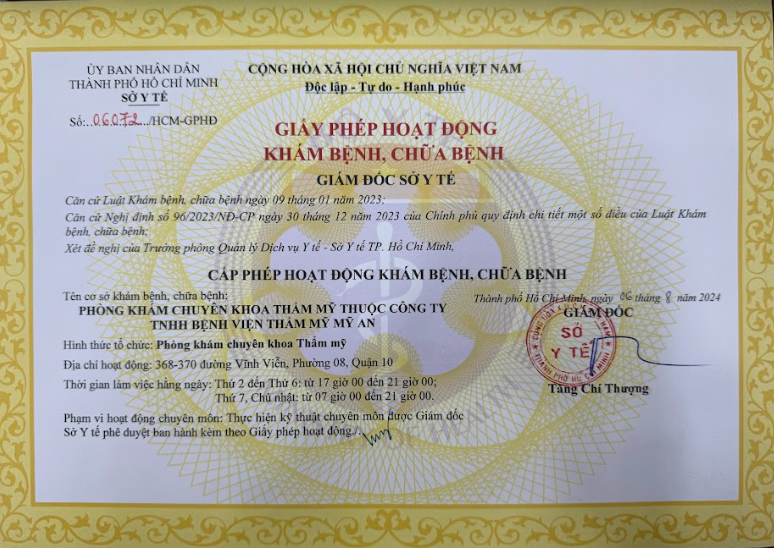 ỦY BAN NHÂN DÂN
THÀNH PHỐ HỒ CHÍ MINH
SỞ Y TẾ
Số:..06072../HCM-GPHĐ
CỘNG HÒA XÃ HỘI CHỦ NGHĨA VIỆT NAM
Độc lập - Tự do - Hạnh phúc
GIẤY PHÉP HOẠT ĐỘNG
KHÁM BỆNH, CHỮA BỆNH
GIÁM ĐỐC SỞ Y TẾ
Căn cứ Luật Khám bệnh, chữa bệnh ngày 09 tháng 01 năm 2023;
Căn cứ Nghị định số 96/2023/NĐ-CP ngày 30 tháng 12 năm 2023 của Chính phủ quy định chi tiết một số điều của Luật Khám
bệnh, chữa bệnh;
Xét đề nghị của Trưởng phòng Quản lý Dịch vụ Y tế - Sở Y tế TP. Hồ Chí Minh,
CẤP PHÉP HOẠT ĐỘNG KHÁM BỆNH, CHỮA BỆNH
Tên cơ sở khám bệnh, chữa bệnh:
PHÒNG KHÁM CHUYÊN KHOA THẨM MỸ THUỘC CÔNG TY
TNHH BỆNH VIỆN THẨM MỸ MỸ AN
Hình thức tổ chức: Phòng khám chuyên khoa Thẩm mỹ
Địa chỉ hoạt động: 368-370 đường Vĩnh Viễn, Phường 08, Quận 10
Thời gian làm việc hằng ngày: Thứ 2 đến Thứ 6: từ 17 giờ 00 đến 21 giờ 00;
Thứ 7, Chủ nhật: từ 07 giờ 00 đến 21 giờ 00.
Phạm vi hoạt động chuyên môn: Thực hiện kỹ thuật chuyên môn được Giám đốc
Sở Y tế phê duyệt ban hành kèm theo Giấy phép hoạt động./.
Thành phố Hồ Chí Minh, ngày 06 tháng 8 năm 2024
GIÁM ĐỐC
SỞ
Y TẾ
THÀNH PHỐ HỒ CHÍ MINH
Tăng Chí Thượng